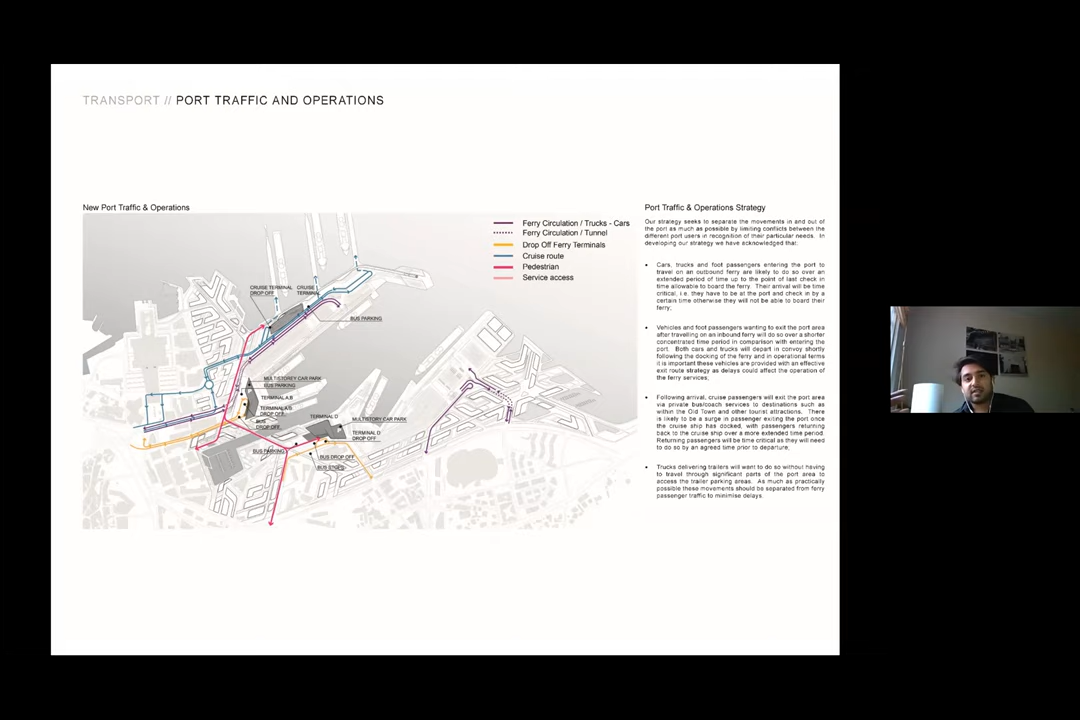 TRANSPORT // PORT TRAFFIC AND OPERATIONS
New Port Traffic & Operations
Ferry Circulation / Trucks - Cars
Ferry Circulation / Tunnel
Drop Off Ferry Terminals
Cruise route
Pedestrian
Service access
CRUISE TERMINAL
DROP OFF
CRUISE
TERMINAL
BUS PARKING
MULTISTOREY CAR PARK
BUS PARKING
TERMINAL A,B
TERMINAL A/B
DROP OFF
BUS
DROP OFF
TERMINAL D
MULTISTOREY CAR PARK
TERMINAL D
DROP OFF
BUS PARKING
BUS DROP OFF
BUS STOPS
Port Traffic & Operations Strategy
Our strategy seeks to separate the movements in and out of
the port as much as possible by limiting conflicts between the
different port users in recognition of their particular needs. In
developing our strategy we have acknowledged that:
• Cars, trucks and foot passengers entering the port to
travel on an outbound ferry are likely to do so over an
extended period of time up to the point of last check in
time allowable to board the ferry. Their arrival will be time
critical, i.e. they have to be at the port and check in by a
certain time otherwise they will not be able to board their
ferry;
• Vehicles and foot passengers wanting to exit the port area
after travelling on an inbound ferry will do so over a shorter
concentrated time period in comparison with entering the
port. Both cars and trucks will depart in convoy shortly
following the docking of the ferry and in operational terms
it is important these vehicles are provided with an effective
exit route strategy as delays could affect the operation of
the ferry services;
• Following arrival, cruise passengers will exit the port area
via private bus/coach services to destinations such as
within the Old Town and other tourist attractions. There
is likely to be a surge in passenger exiting the port once
the cruise ship has docked, with passengers returning
back to the cruise ship over a more extended time period.
Returning passengers will be time critical as they will need
to do so by an agreed time prior to departure;
• Trucks delivering trailers will want to do so without having
to travel through significant parts of the port area to
access the trailer parking areas. As much as practically
possible these movements should be separated from ferry
passenger traffic to minimise delays.